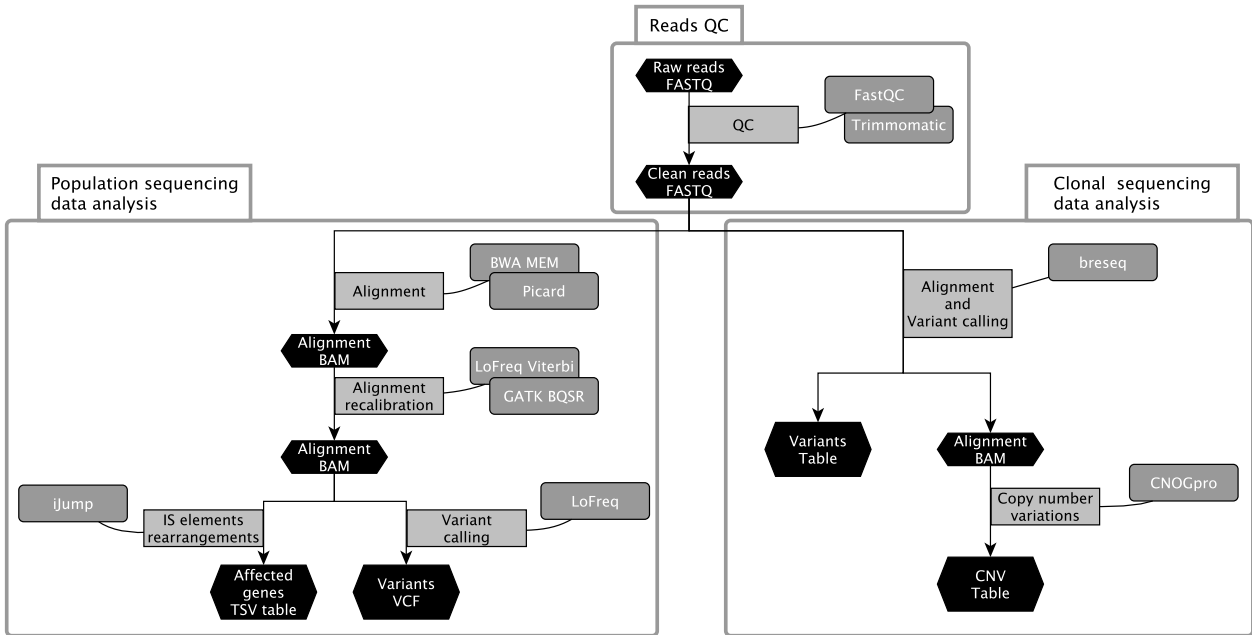 Reads QC
Raw reads
FASTQ
QC
FastQC
Trimmomatic
Clean reads
FASTQ
Population sequencing
data analysis
Alignment
BWA MEM
Picard
Alignment
BAM
Alignment
recalibration
LoFreq Viterbi
GATK BQSR
Alignment
BAM
iJump
IS elements
rearrangements
Variant
calling
LoFreq
Affected
genes
TSV table
Variants
VCF
Clonal sequencing
data analysis
breseq
Alignment
and
Variant calling
Variants
Table
Alignment
BAM
Copy number
variations
CNOGpro
CNV
Table